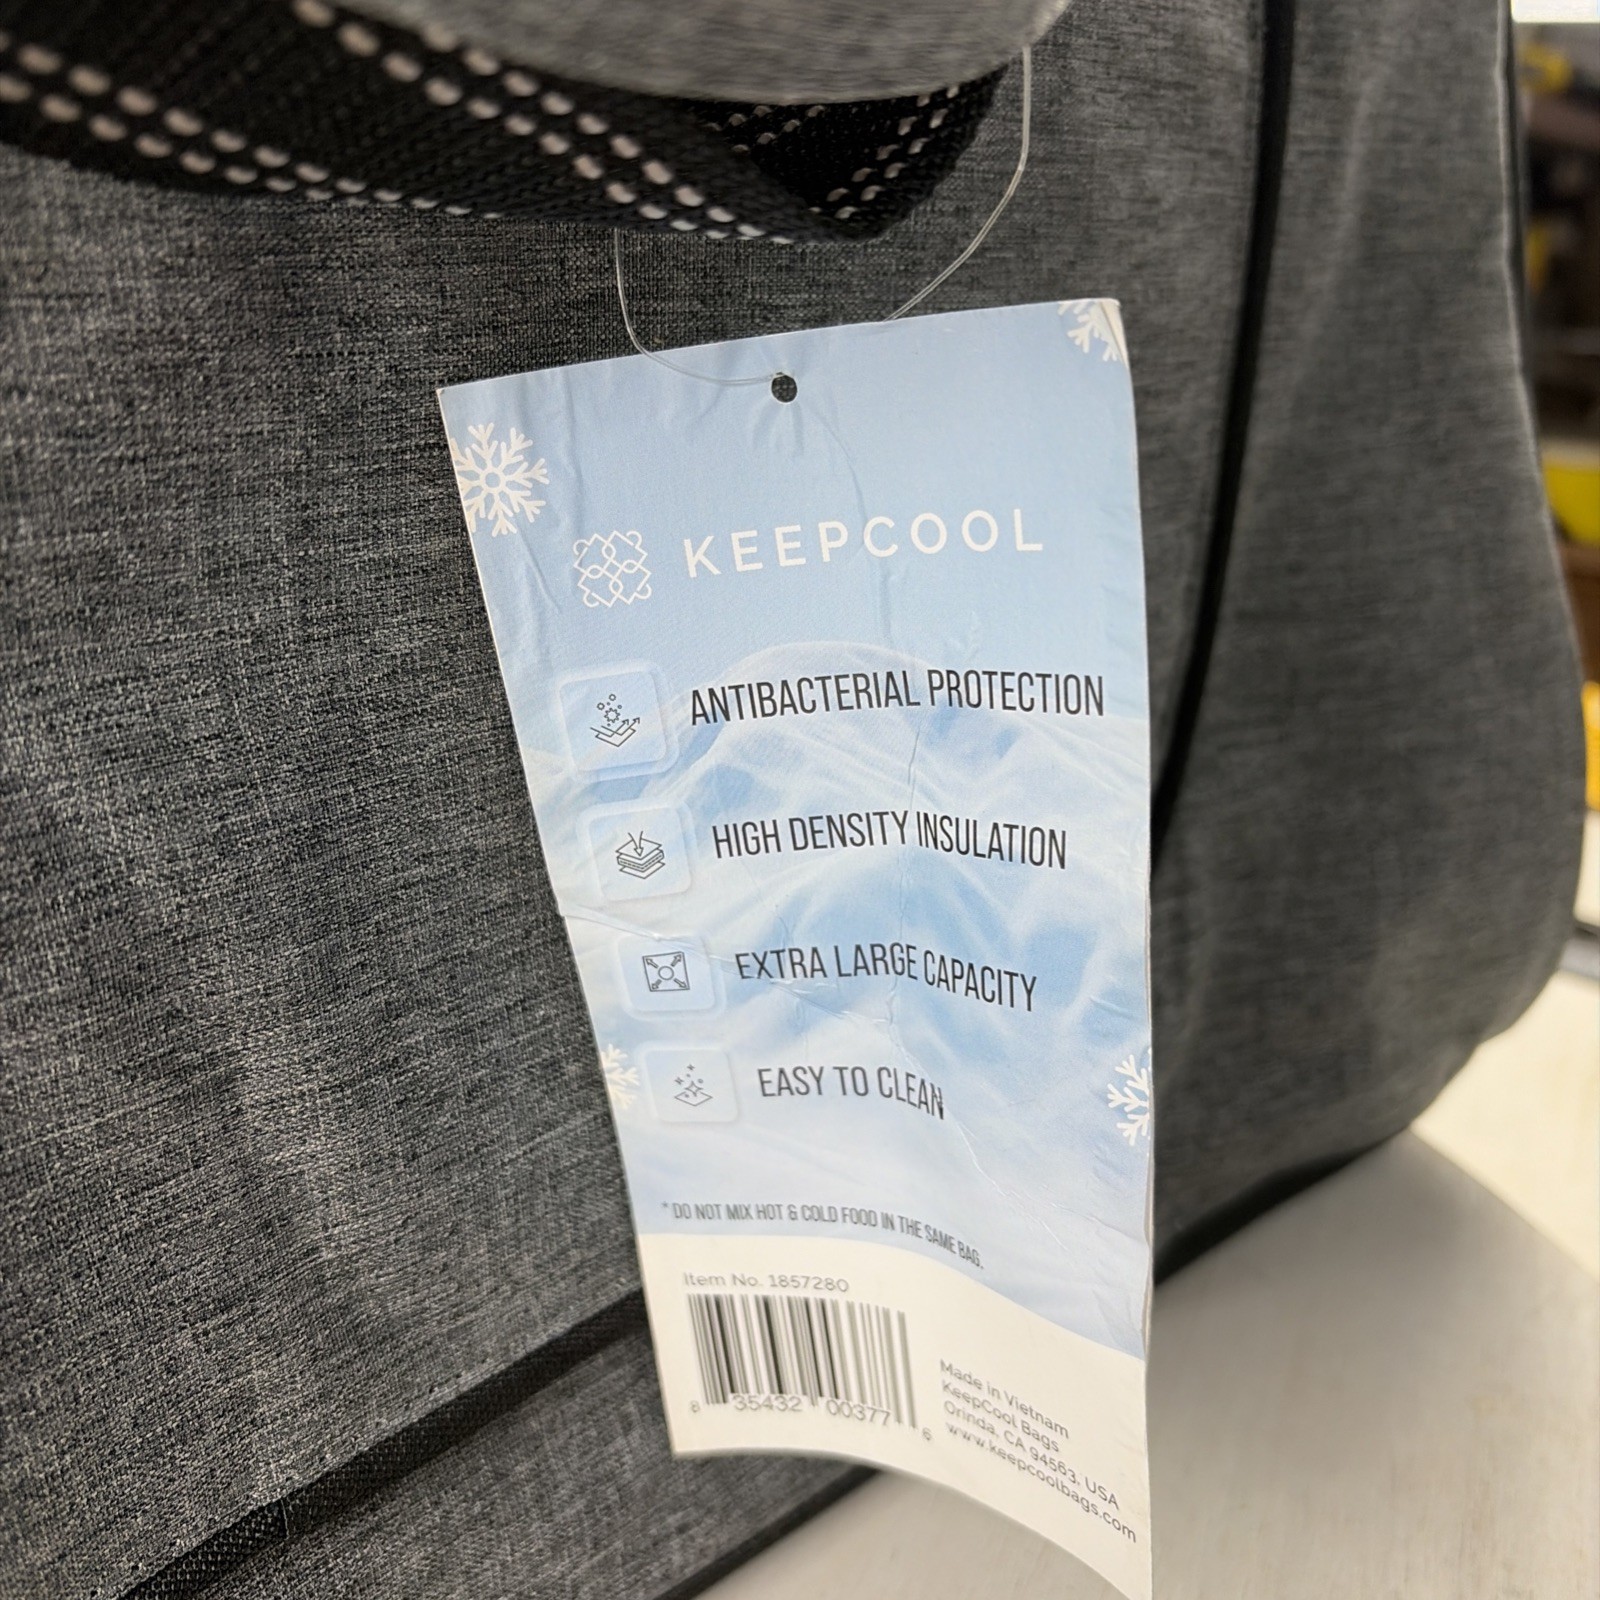 KEEPCOOL
ANTIBACTERIAL PROTECTION
HIGH DENSITY INSULATION
EXTRA LARGE CAPACITY
EASY TO CLEAN
* DO NOT MIX HOT & COLD FOOD IN THE SAME BAG.
Item No. 1857280
8 35432 00377 6
Made in Vietnam
KeepCool Bags
Orinda, CA 94563, USA
www.keepcoolbags.com